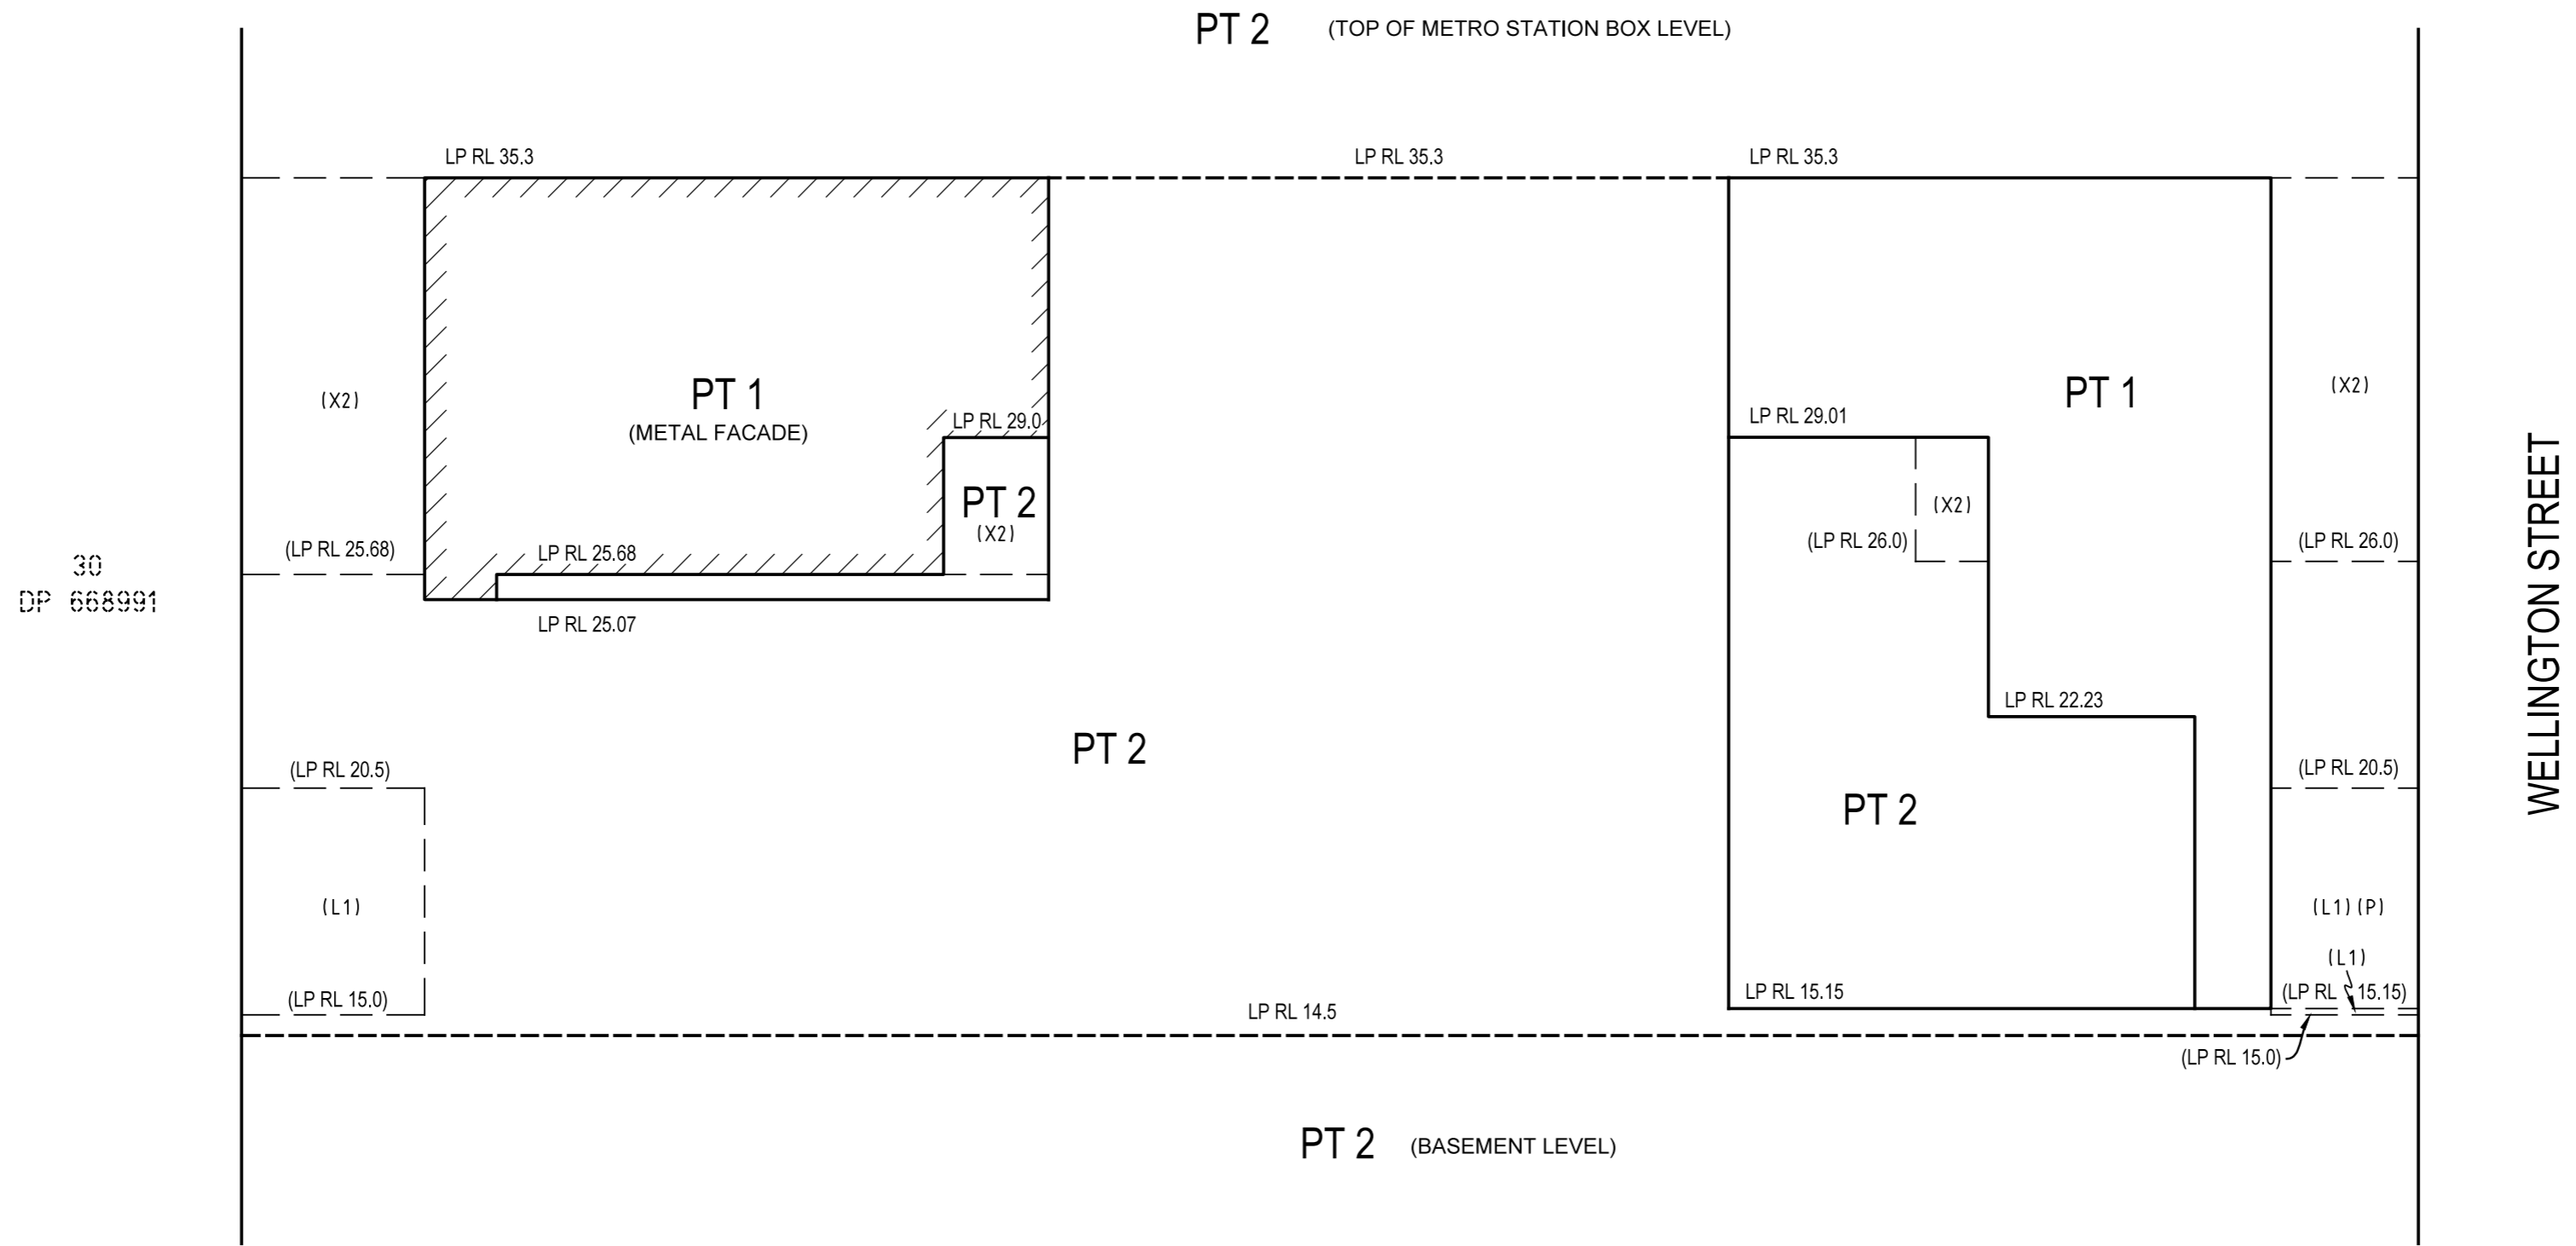 PT 2 (TOP OF METRO STATION BOX LEVEL)
LP RL 35.3
LP RL 35.3
LP RL 35.3
(X2)
PT 1
(METAL FACADE)
LP RL 29.0
PT 2
(X2)
LP RL 29.01
PT 1
(X2)
(X2)
(LP RL 26.0)
(LP RL 26.0)
(LP RL 25.68)
LP RL 25.68
LP RL 25.07
30
DP 668991
WELLINGTON STREET
LP RL 22.23
PT 2
PT 2
(LP RL 20.5)
(LP RL 20.5)
(L1)
(L1)(P)
(L1)
(LP RL 15.0)
LP RL 14.5
LP RL 15.15
(LP RL 15.15)
(LP RL 15.0)
PT 2 (BASEMENT LEVEL)